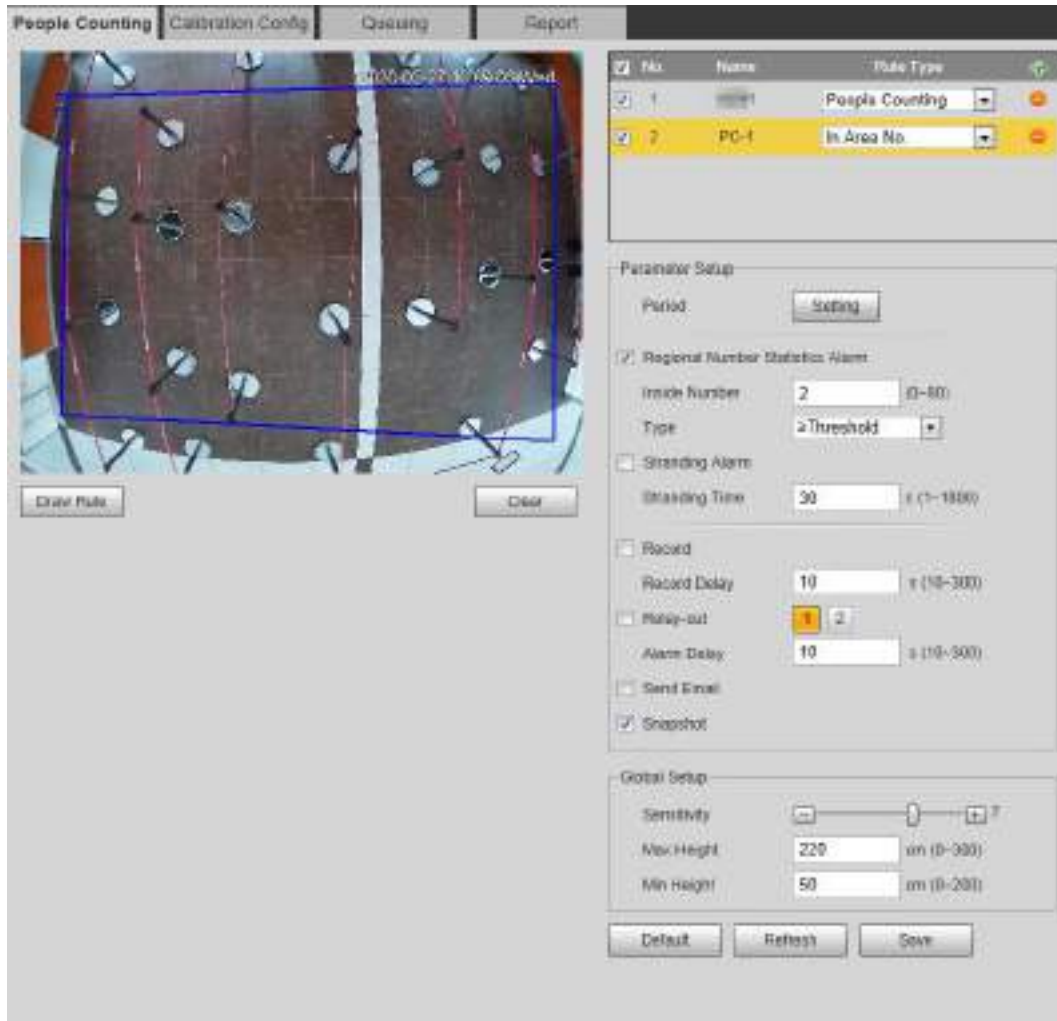 People Counting Calibration Config Queuing Report
No. Name Rule Type
1 People Counting
2 PC-1 In Area No.
Parameter Setup
Period Setting
Regional Number Statistics Alarm
Inside Number 2 (0~80)
Type ≥Threshold
Stranding Alarm
Stranding Time 30 s (1~1800)
Record
Record Delay 10 s (10~300)
Relay-out 1 2
Alarm Delay 10 s (10~300)
Send Email
Snapshot
Global Setup
Sensitivity 7
Max Height 220 cm (0~300)
Min Height 50 cm (0~200)
Draw Rule Clear
Default Refresh Save